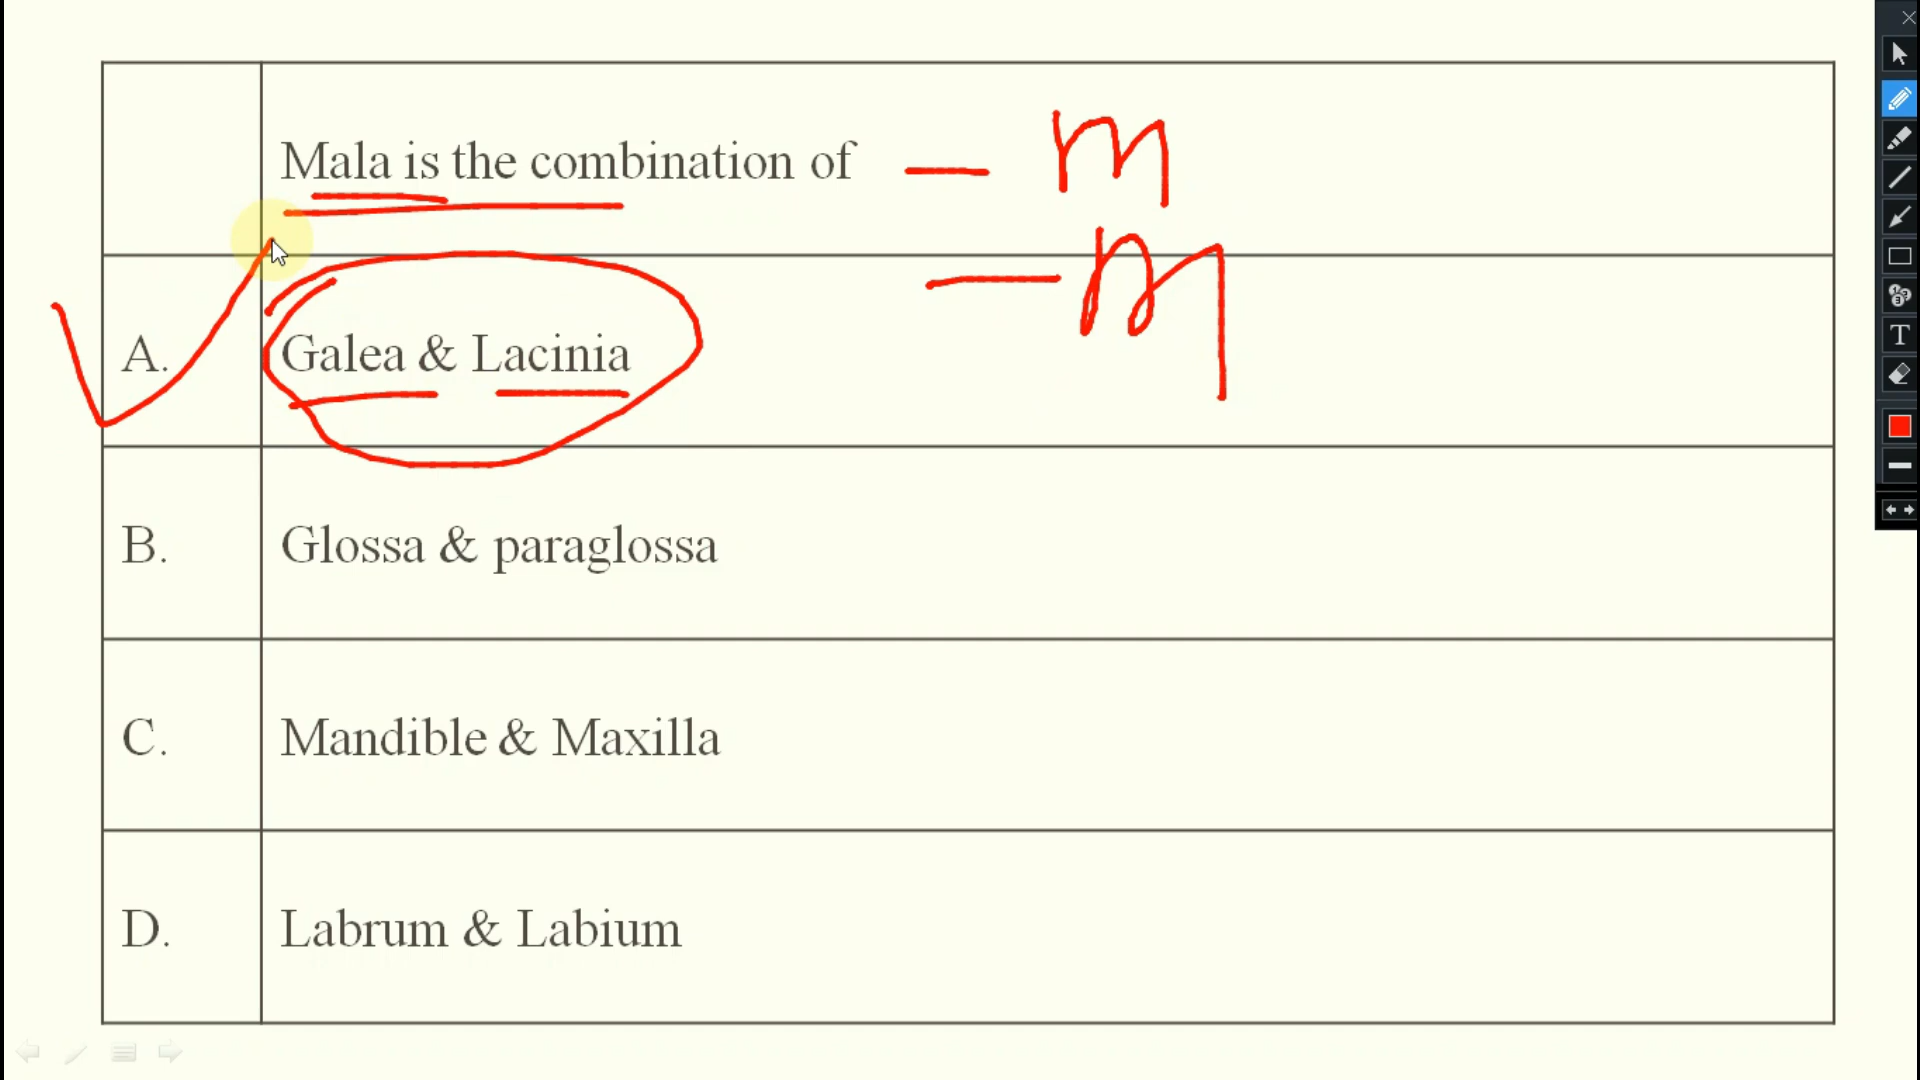 Mala is the combination of — m
— m
A. Galea & Lacinia
B. Glossa & paraglossa
C. Mandible & Maxilla
D. Labrum & Labium
T